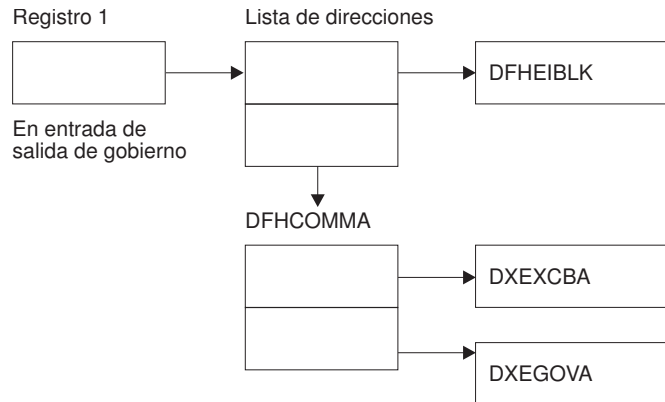 Registro 1
Lista de direcciones
DFHEIBLK
En entrada de
salida de gobierno
DFHCOMMA
DXEXCBA
DXEGOVA